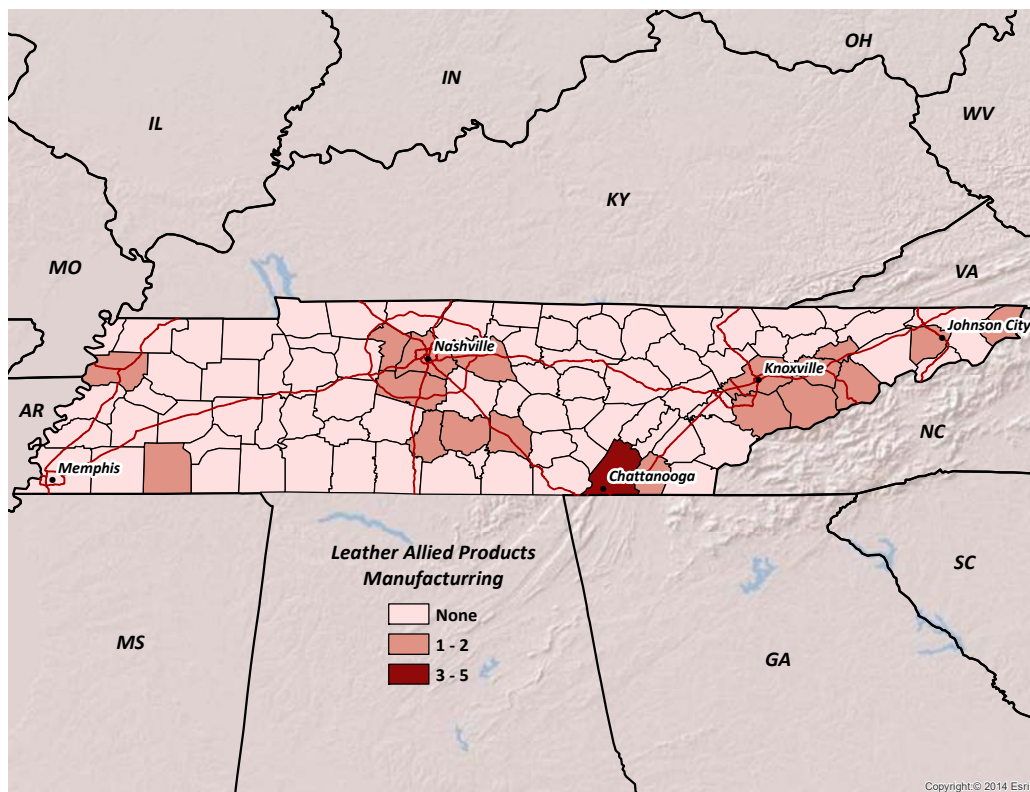 OH
IN
WV
IL
KY
MO
VA
Johnson City
Nashville
Knoxville
AR
NC
Memphis
Chattanooga
Leather Allied Products
Manufacturring
None
1 - 2
3 - 5
SC
MS
GA
Copyright:© 2014 Esri